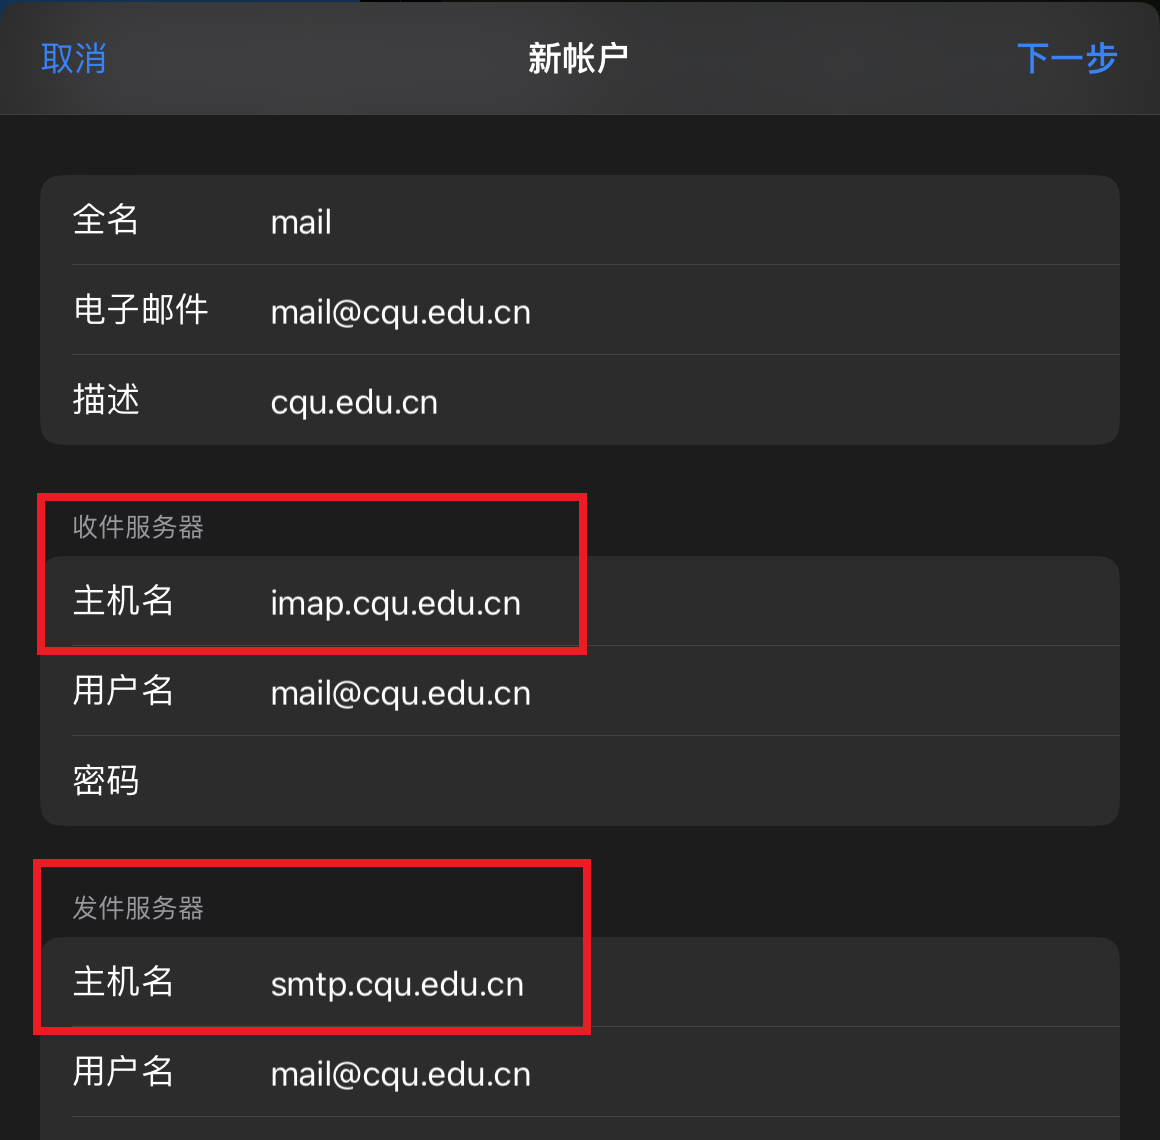 取消 新帐户 下一步
全名 mail
电子邮件 mail@cqu.edu.cn
描述 cqu.edu.cn
收件服务器
主机名 imap.cqu.edu.cn
用户名 mail@cqu.edu.cn
密码
发件服务器
主机名 smtp.cqu.edu.cn
用户名 mail@cqu.edu.cn